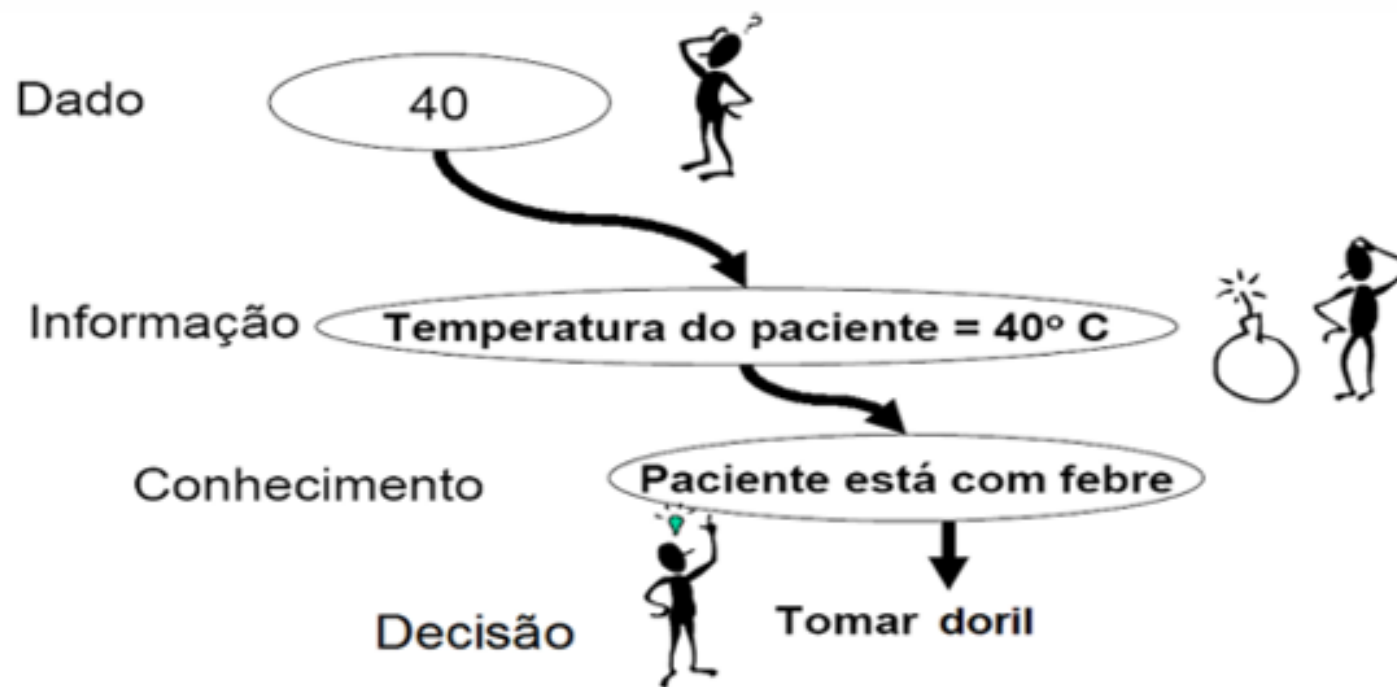 Dado
40
?
Informação
Temperatura do paciente = 40º C
Conhecimento
Paciente está com febre
Decisão
Tomar doril